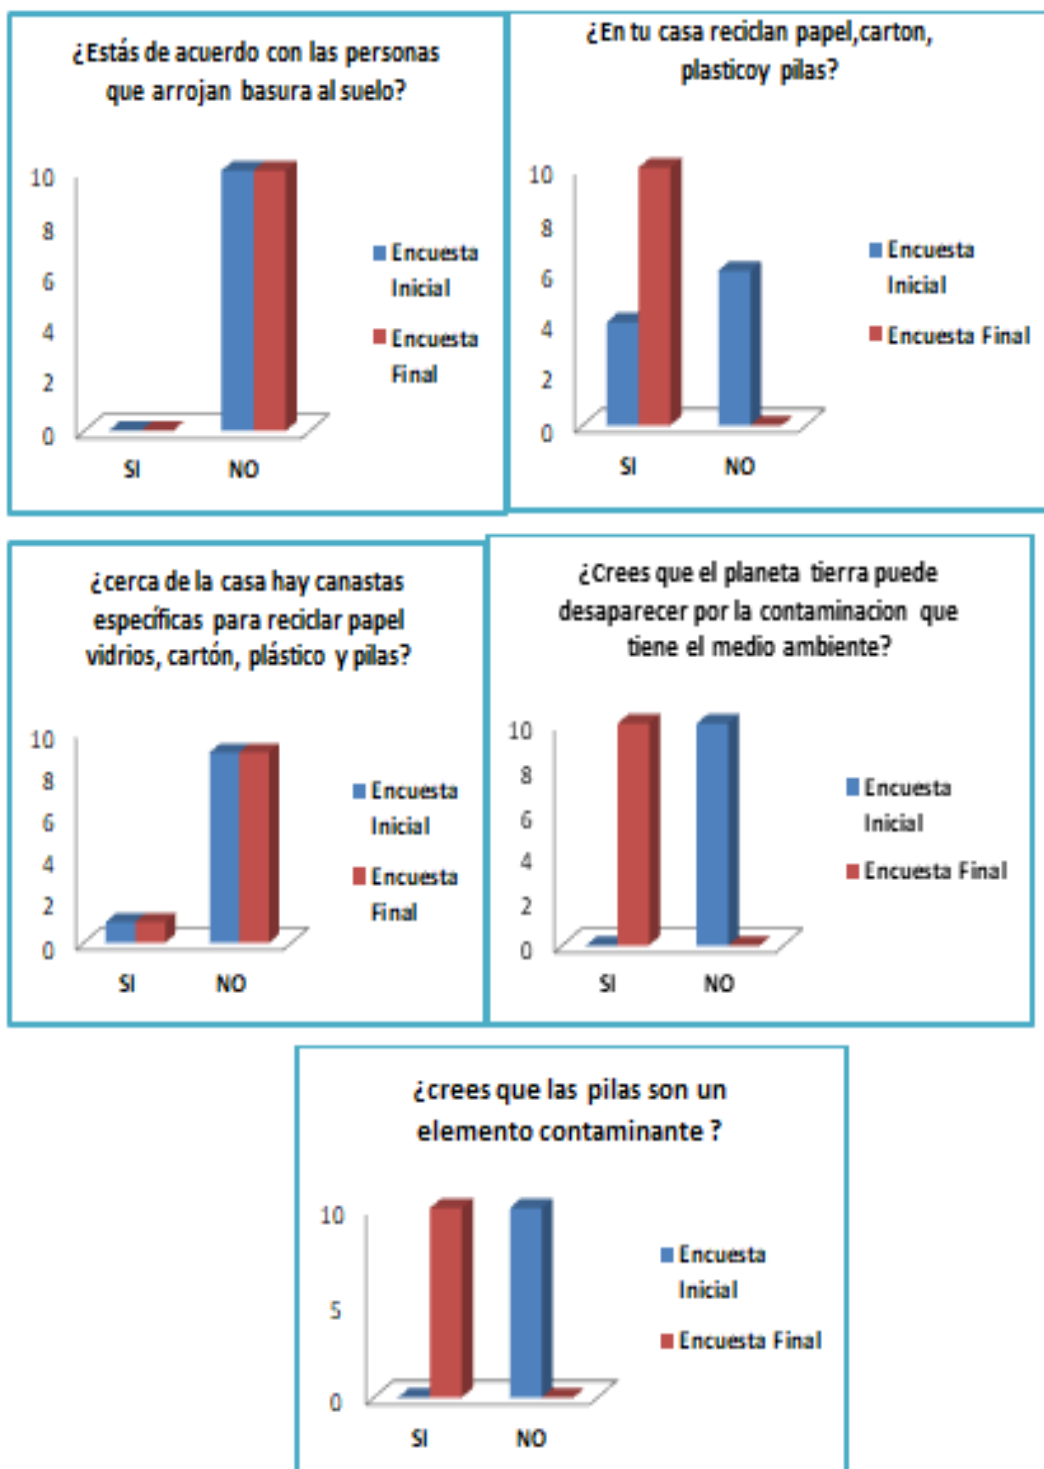 ¿Estás de acuerdo con las personas
que arrojan basura al suelo?
10
8
6
4
2
0
SI NO
Encuesta
Inicial
Encuesta
Final
¿En tu casa reciclan papel,carton,
plasticoy pilas?
10
8
6
4
2
0
SI NO
Encuesta
Inicial
Encuesta Final
¿cerca de la casa hay canastas
específicas para reciclar papel
vidrios, cartón, plástico y pilas?
10
8
6
4
2
0
SI NO
Encuesta
Inicial
Encuesta
Final
¿Crees que el planeta tierra puede
desaparecer por la contaminacion que
tiene el medio ambiente?
10
8
6
4
2
0
SI NO
Encuesta
Inicial
Encuesta Final
¿crees que las pilas son un
elemento contaminante ?
10
5
0
SI NO
Encuesta
Inicial
Encuesta Final